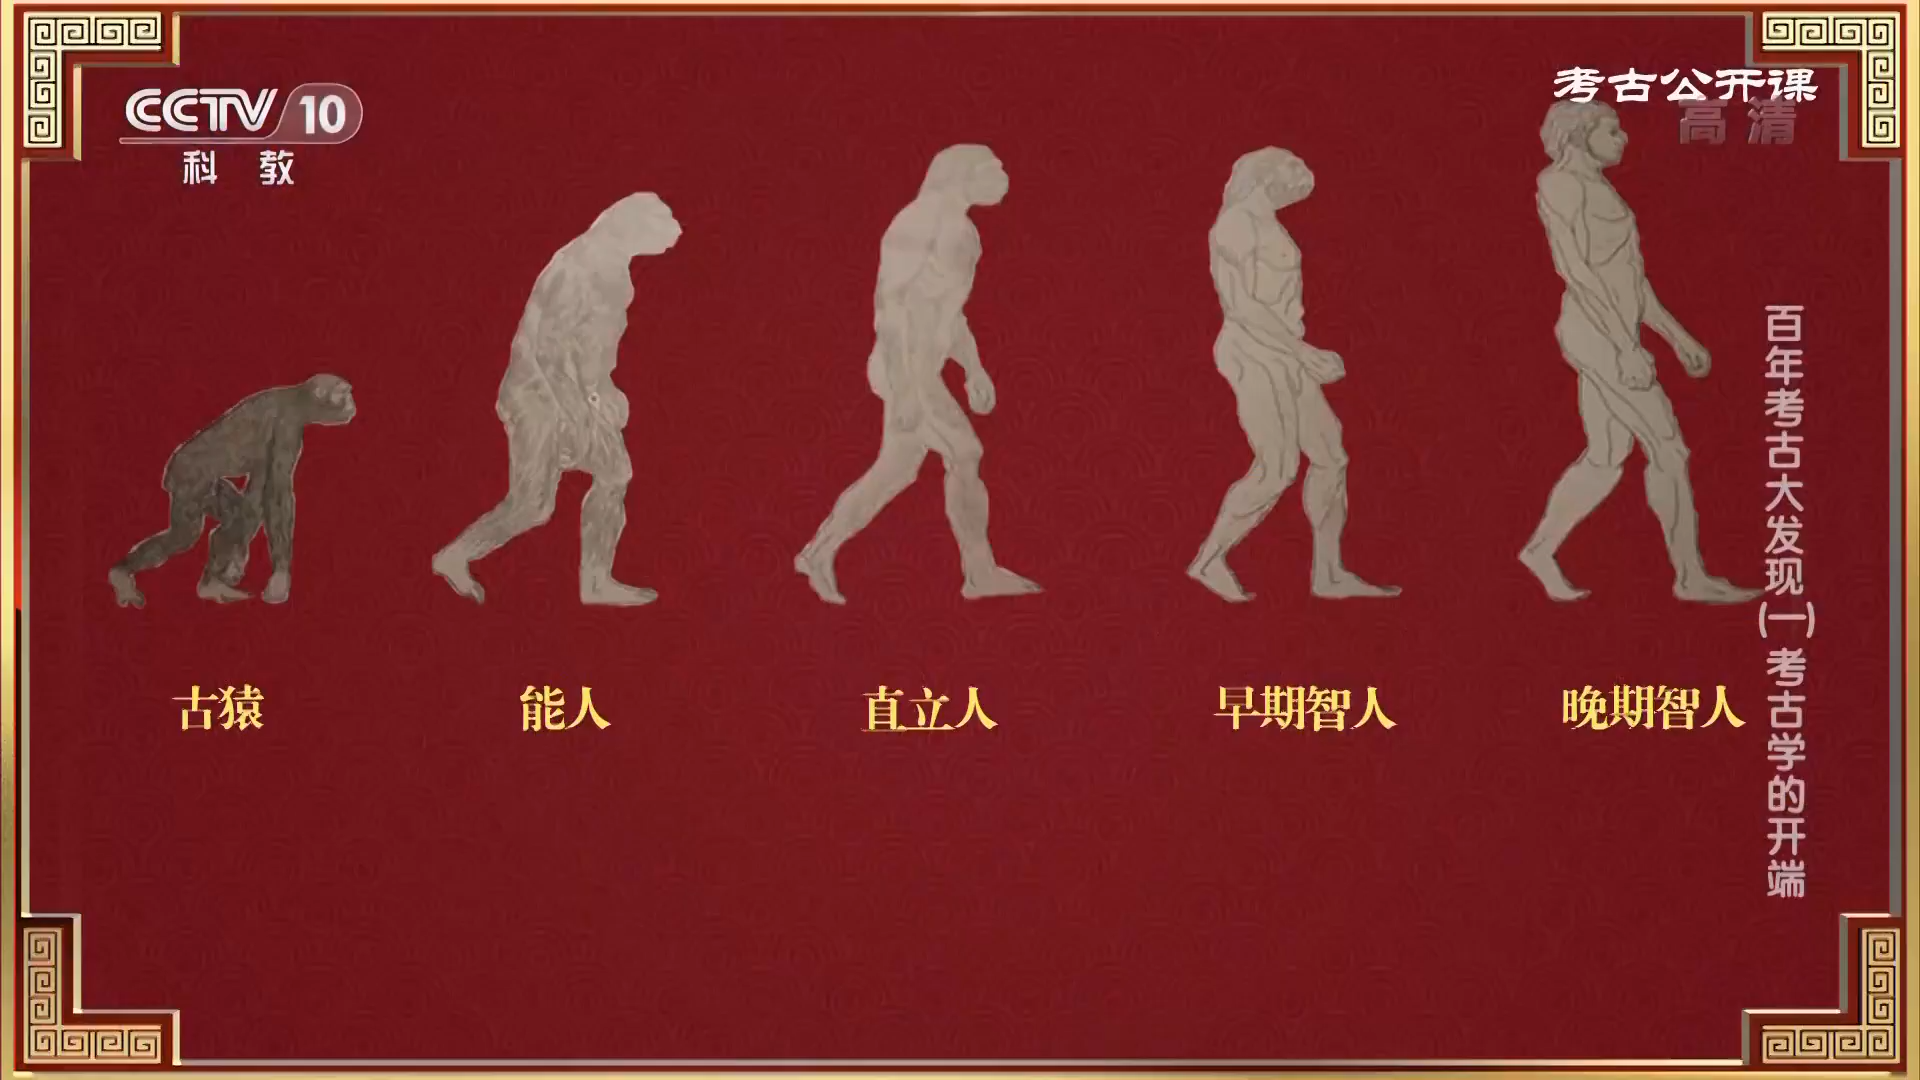 CCTV 10
科 教
考古公开课
高清
古猿
能人
直立人
早期智人
晚期智人
百年考古大发现(一) 考古学的开端